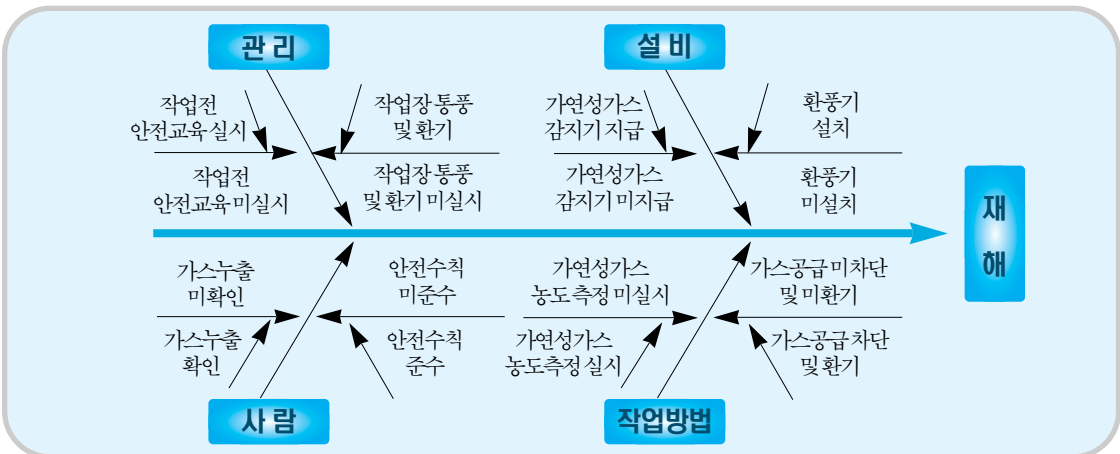 관 리
설 비
작업전
안전교육 실시
작업장 통풍
및 환기
가연성가스
감지기 지급
환풍기
설치
작업전
안전교육 미실시
작업장 통풍
및 환기 미실시
가연성가스
감지기 미지급
환풍기
미설치
재
해
가스누출
미확인
안전수칙
미준수
가연성가스
농도 측정 미실시
가스공급 미차단
및 미환기
가스누출
확인
안전수칙
준수
가연성가스
농도측정 실시
가스공급 차단
및 환기
사 람
작업방법